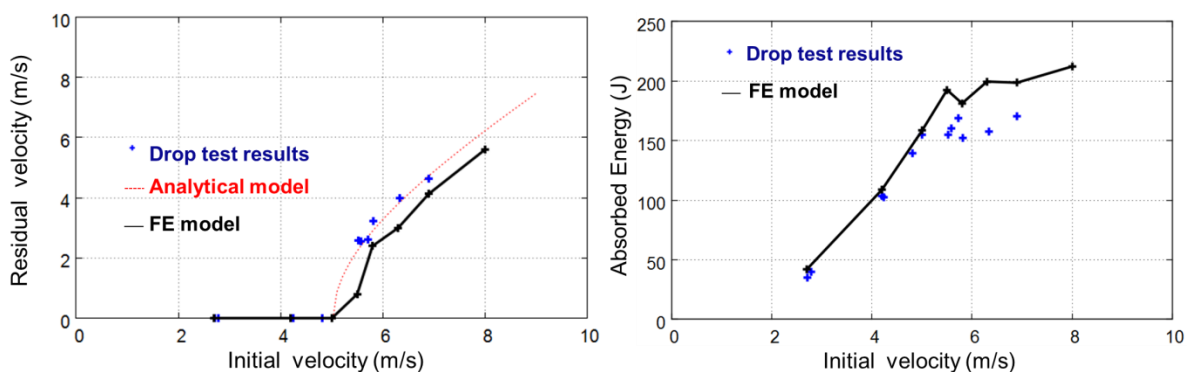 10
8
6
4
2
0
0
2
4
6
8
10
Residual velocity (m/s)
Initial velocity (m/s)
Drop test results
Analytical model
FE model
250
200
150
100
50
0
0
2
4
6
8
10
Absorbed Energy (J)
Initial velocity (m/s)
Drop test results
FE model